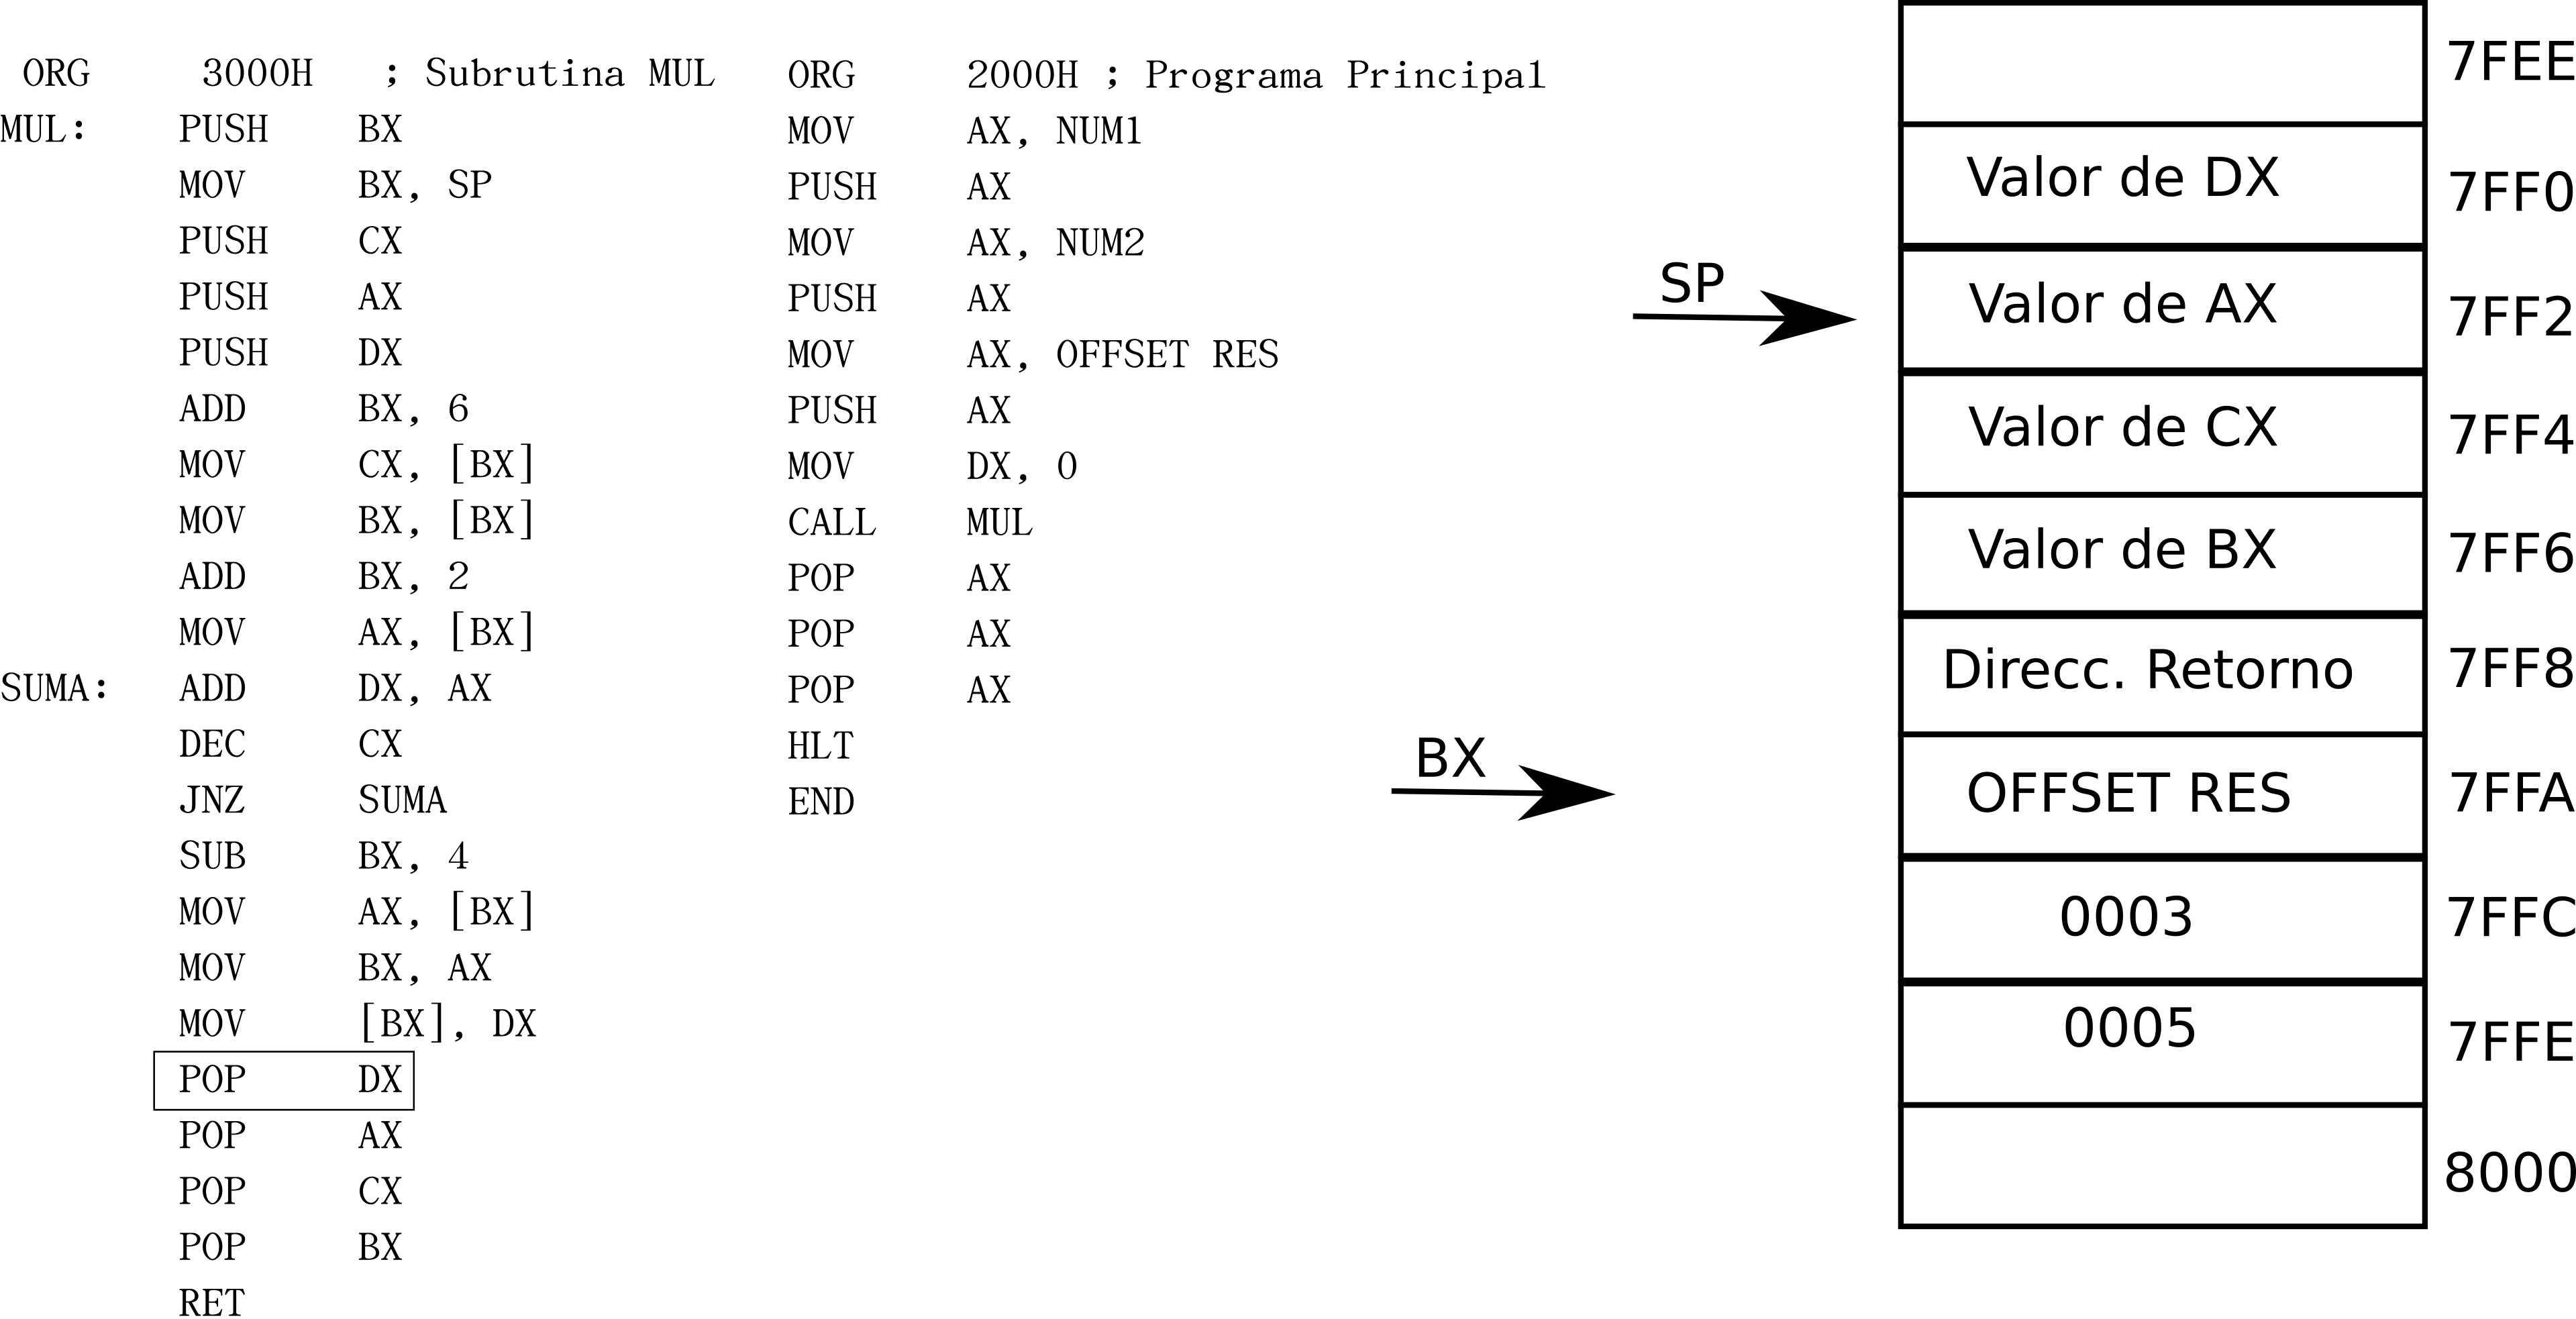 ORG 3000H ; Subrutina MUL
MUL: PUSH BX
MOV BX, SP
PUSH CX
PUSH AX
PUSH DX
ADD BX, 6
MOV CX, [BX]
MOV BX, [BX]
ADD BX, 2
MOV AX, [BX]
SUMA: ADD DX, AX
DEC CX
JNZ SUMA
SUB BX, 4
MOV AX, [BX]
MOV BX, AX
MOV [BX], DX
POP DX
POP AX
POP CX
POP BX
RET
ORG 2000H ; Programa Principal
MOV AX, NUM1
PUSH AX
MOV AX, NUM2
PUSH AX
MOV AX, OFFSET RES
PUSH AX
MOV DX, 0
CALL MUL
POP AX
POP AX
POP AX
HLT
END
SP
BX
7FEE
Valor de DX 7FF0
Valor de AX 7FF2
Valor de CX 7FF4
Valor de BX 7FF6
Direcc. Retorno 7FF8
OFFSET RES 7FFA
0003 7FFC
0005 7FFE
8000